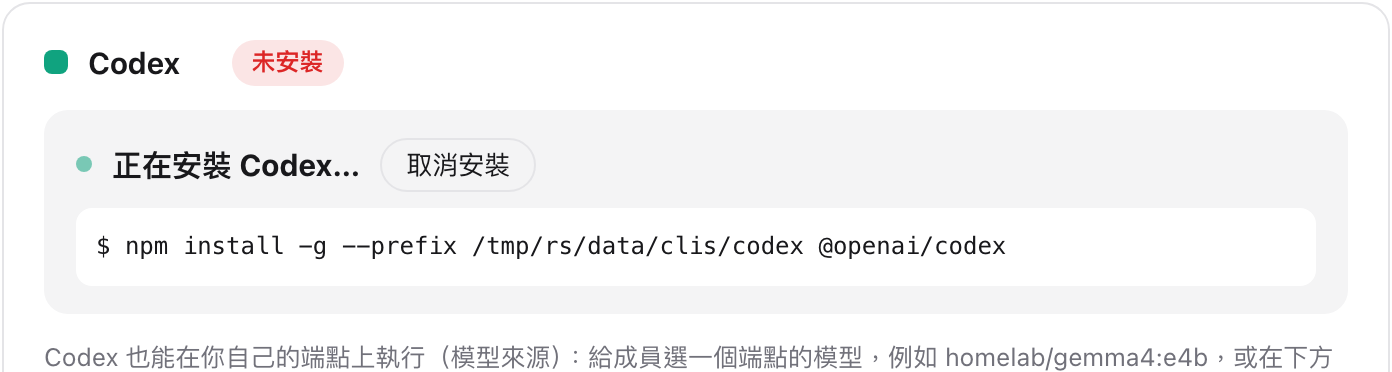 Codex 未安裝
正在安裝 Codex... 取消安裝
$ npm install -g --prefix /tmp/rs/data/clis/codex @openai/codex
Codex 也能在你自己的端點上執行（模型來源）：給成員選一個端點的模型，例如 homelab/gemma4:e4b，或在下方